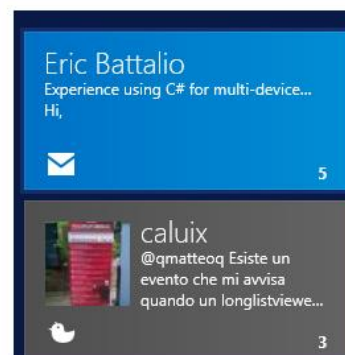 Eric Battalio
Experience using C# for multi-device...
Hi,
5
caluix
@qmatteoq Esiste un
evento che mi avvisa
quando un longlistviewe...
3